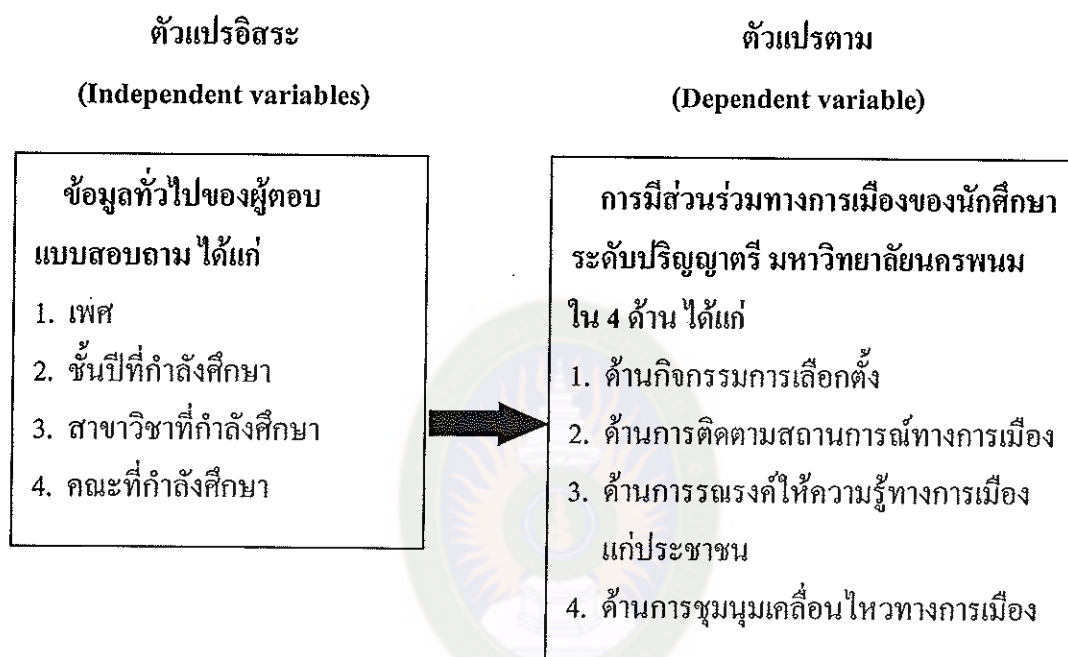 ตัวแปรอิสระ
(Independent variables)
ข้อมูลทั่วไปของผู้ตอบ
แบบสอบถาม ได้แก่
1. เพศ
2. ชั้นปีที่กำลังศึกษา
3. สาขาวิชาที่กำลังศึกษา
4. คณะที่กำลังศึกษา
ตัวแปรตาม
(Dependent variable)
การมีส่วนร่วมทางการเมืองของนักศึกษา
ระดับปริญญาตรี มหาวิทยาลัยนครพนม
ใน 4 ด้าน ได้แก่
1. ด้านกิจกรรมการเลือกตั้ง
2. ด้านการติดตามสถานการณ์ทางการเมือง
3. ด้านการรณรงค์ให้ความรู้ทางการเมือง
แก่ประชาชน
4. ด้านการชุมนุมเคลื่อนไหวทางการเมือง